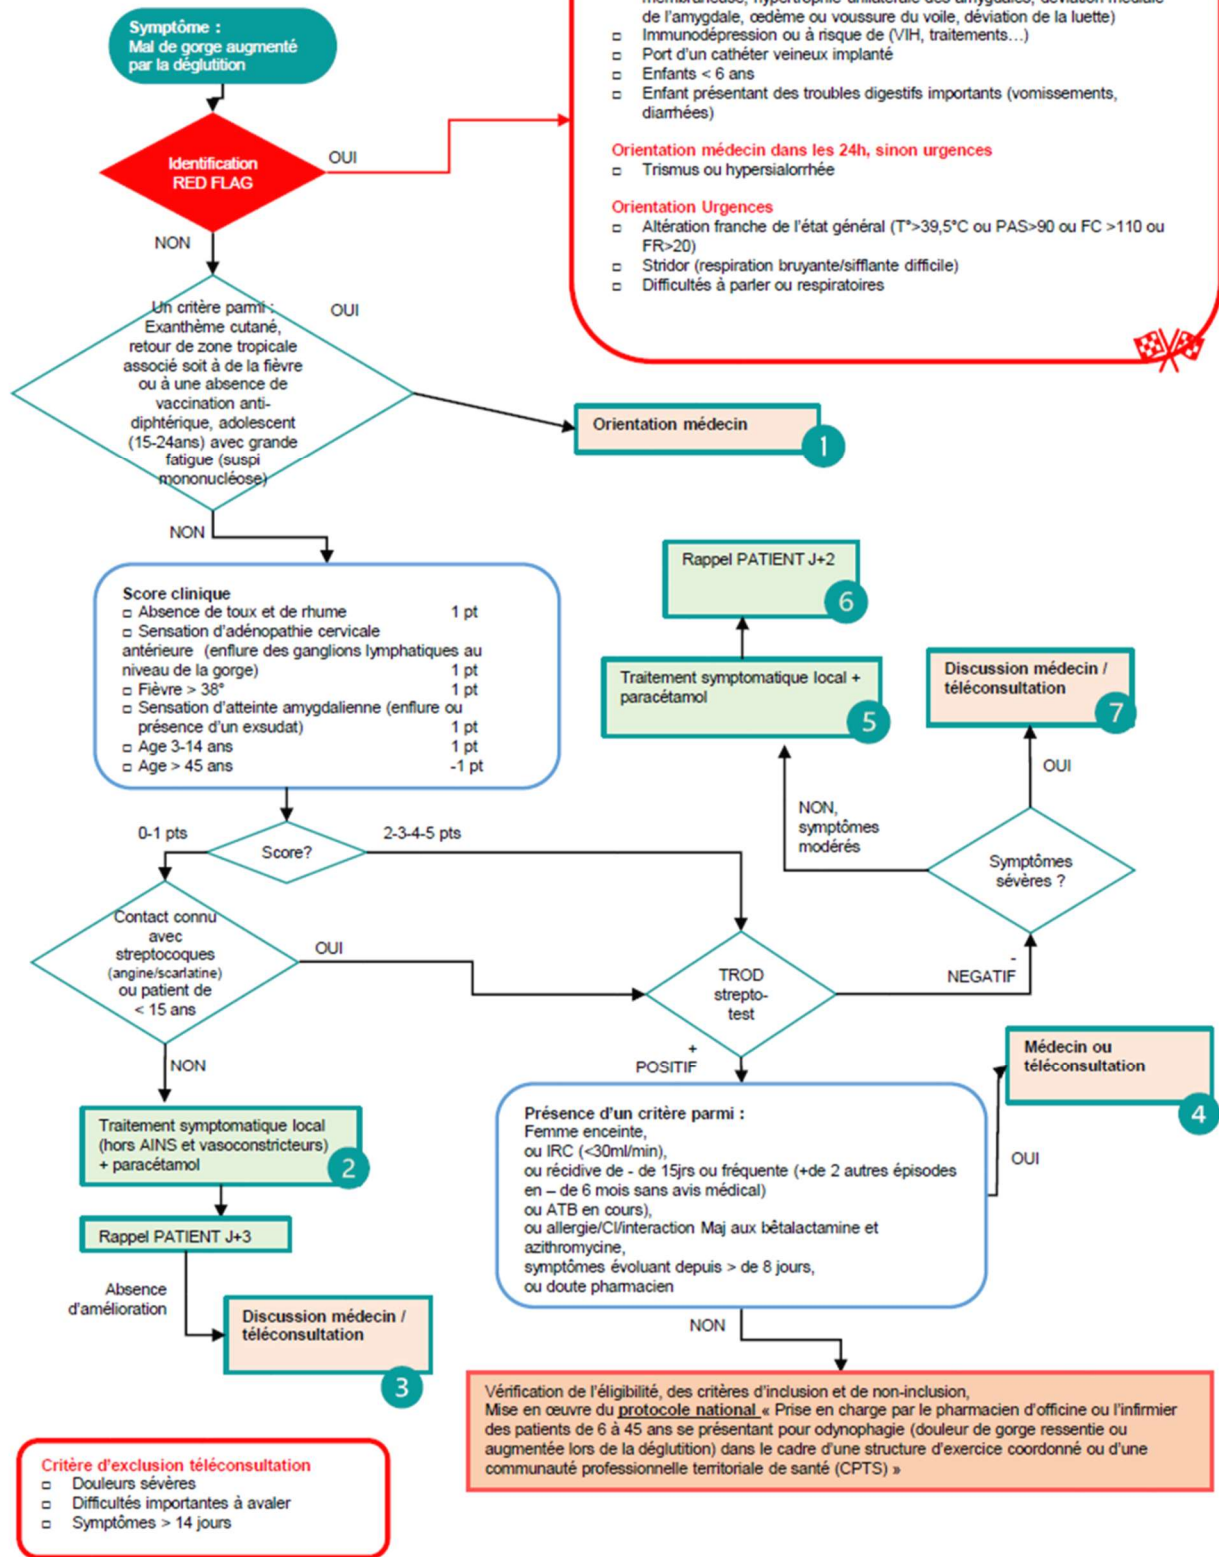 membraneuse, hypertrophie unilatérale des amygdales, déviation médiale
de l'amygdale, œdème ou voussure du voile, déviation de la luette)
□ Immunodépression ou à risque de (VIH, traitements…)
□ Port d'un cathéter veineux implanté
□ Enfants < 6 ans
□ Enfant présentant des troubles digestifs importants (vomissements,
diarrhées)
Orientation médecin dans les 24h, sinon urgences
□ Trismus ou hypersialorrhée
Orientation Urgences
□ Altération franche de l'état général (T°>39,5°C ou PAS>90 ou FC >110 ou
FR>20)
□ Stridor (respiration bruyante/sifflante difficile)
□ Difficultés à parler ou respiratoires
Symptôme :
Mal de gorge augmenté
par la déglutition
Identification
RED FLAG
OUI
NON
Un critère parmi :
Exanthème cutané,
retour de zone tropicale
associé soit à de la fièvre
ou à une absence de
vaccination anti-
diphtérique, adolescent
(15-24ans) avec grande
fatigue (suspi
mononucléose)
OUI
Orientation médecin
1
NON
Score clinique
□ Absence de toux et de rhume 1 pt
□ Sensation d'adénopathie cervicale
antérieure (enflure des ganglions lymphatiques au
niveau de la gorge) 1 pt
□ Fièvre > 38° 1 pt
□ Sensation d'atteinte amygdalienne (enflure ou
présence d'un exsudat) 1 pt
□ Age 3-14 ans 1 pt
□ Age > 45 ans -1 pt
Rappel PATIENT J+2
6
Traitement symptomatique local +
paracétamol
5
Discussion médecin /
téléconsultation
7
OUI
NON,
symptômes
modérés
Symptômes
sévères ?
0-1 pts
Score?
2-3-4-5 pts
Contact connu
avec
streptocoques
(angine/scarlatine)
ou patient de
< 15 ans
OUI
TROD
strepto-
test
-
NEGATIF
+
POSITIF
NON
Traitement symptomatique local
(hors AINS et vasoconstricteurs)
+ paracétamol
2
Rappel PATIENT J+3
Absence
d'amélioration
Discussion médecin /
téléconsultation
3
Présence d'un critère parmi :
Femme enceinte,
ou IRC (<30ml/min),
ou récidive de - de 15jrs ou fréquente (+de 2 autres épisodes
en – de 6 mois sans avis médical)
ou ATB en cours),
ou allergie/CI/interaction Maj aux bêtalactamine et
azithromycine,
symptômes évoluant depuis > de 8 jours,
ou doute pharmacien
Médecin ou
téléconsultation
4
OUI
NON
Vérification de l'éligibilité, des critères d'inclusion et de non-inclusion,
Mise en œuvre du protocole national « Prise en charge par le pharmacien d'officine ou l'infirmier
des patients de 6 à 45 ans se présentant pour odynophagie (douleur de gorge ressentie ou
augmentée lors de la déglutition) dans le cadre d'une structure d'exercice coordonné ou d'une
communauté professionnelle territoriale de santé (CPTS) »
Critère d'exclusion téléconsultation
□ Douleurs sévères
□ Difficultés importantes à avaler
□ Symptômes > 14 jours